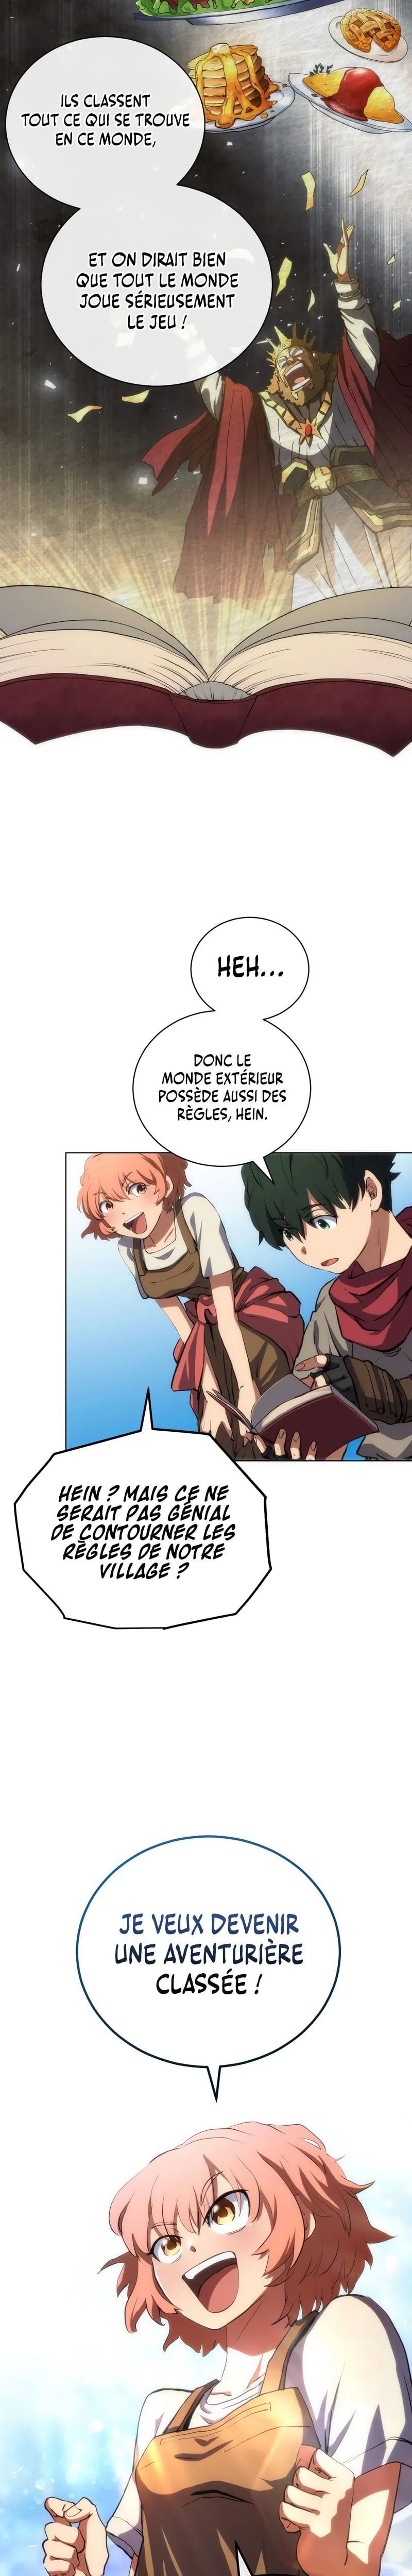 ILS CLASSENT
TOUT CE QUI SE TROUVE
EN CE MONDE,
ET ON DIRAIT BIEN
QUE TOUT LE MONDE
JOUE SÉRIEUSEMENT
LE JEU !
HEH...
DONC LE
MONDE EXTÉRIEUR
POSSÈDE AUSSI DES
RÈGLES, HEIN.
HEIN ? MAIS CE NE
SERAIT PAS GÉNIAL
DE CONTOURNER LES
RÈGLES DE NOTRE
VILLAGE ?
JE VEUX DEVENIR
UNE AVENTURIÈRE
CLASSÉE !